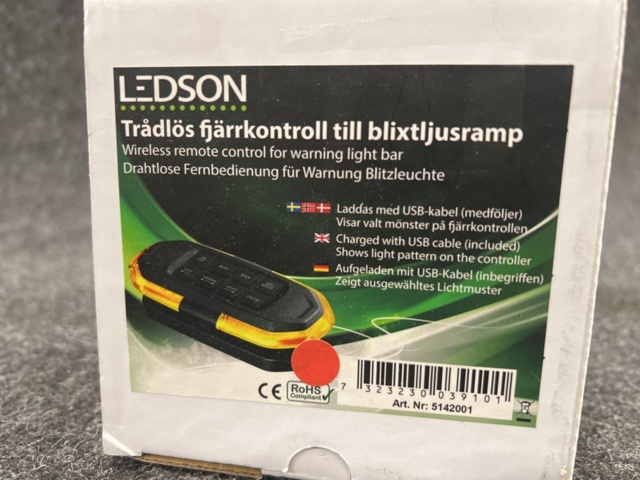 LEDSON
Trådlös fjärrkontroll till blixtljusramp
Wireless remote control for warning light bar
Drahtlose Fernbedienung für Warnung Blitzleuchte
Laddas med USB-kabel (medföljer)
Visar valt mönster på fjärrkontrollen
Charged with USB cable (included)
Shows light pattern on the controller
Aufgeladen mit USB-Kabel (inbegriffen)
Zeigt ausgewähltes Lichtmuster
CE RoHS
Compliant
7 323230 039101
Art. Nr: 5142001